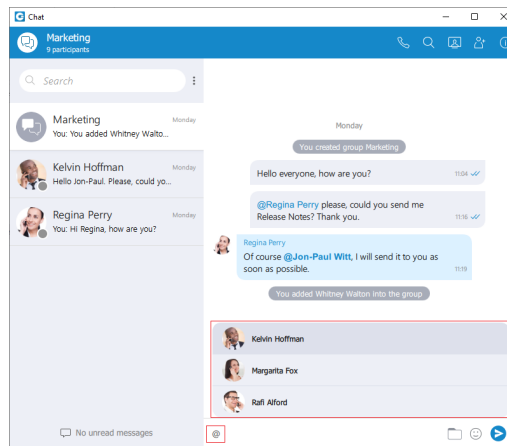 Chat
Marketing
9 participants
Search
Marketing
Monday
You: You added Whitney Walto...
Kelvin Hoffman
Monday
Hello Jon-Paul. Please, could yo...
Regina Perry
Monday
You: Hi Regina, how are you?
No unread messages
Monday
You created group Marketing
Hello everyone, how are you?
11:04
@Regina Perry please, could you send me
Release Notes? Thank you.
11:16
Regina Perry
Of course @Jon-Paul Witt, I will send it to you as
soon as possible.
11:19
You added Whitney Walton into the group
Kelvin Hoffman
Margarita Fox
Rafi Alford
@